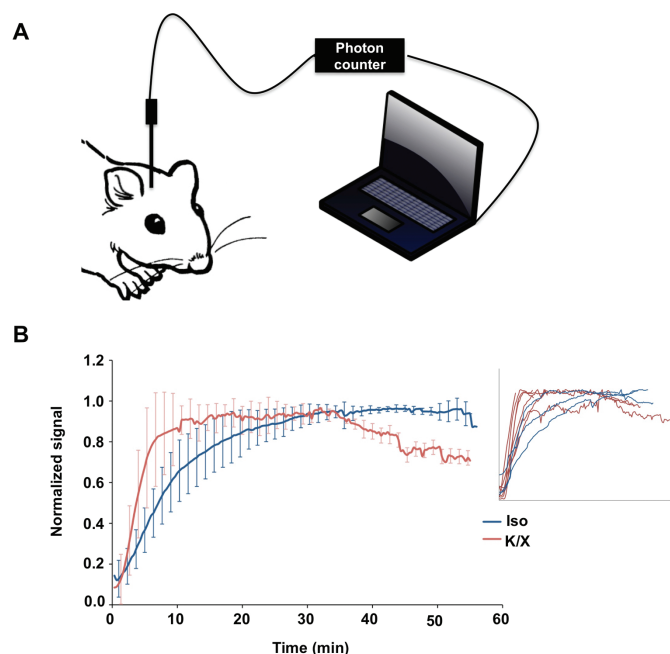 A
Photon
counter
B
Normalized signal
1.2
1.0
0.8
0.6
0.4
0.2
0.0
0 10 20 30 40 50 60
Time (min)
Iso
K/X